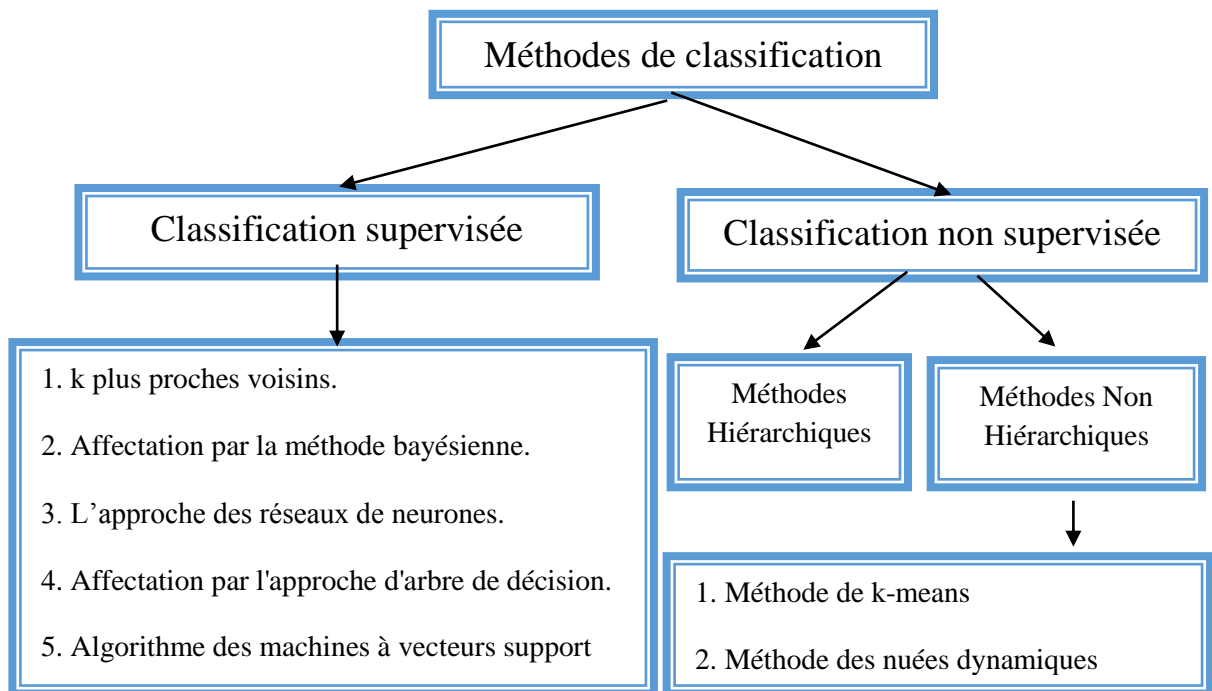 Méthodes de classification
Classification supervisée
Classification non supervisée
1. k plus proches voisins.
2. Affectation par la méthode bayésienne.
3. L’approche des réseaux de neurones.
4. Affectation par l'approche d'arbre de décision.
5. Algorithme des machines à vecteurs support
Méthodes
Hiérarchiques
Méthodes Non
Hiérarchiques
1. Méthode de k-means
2. Méthode des nuées dynamiques